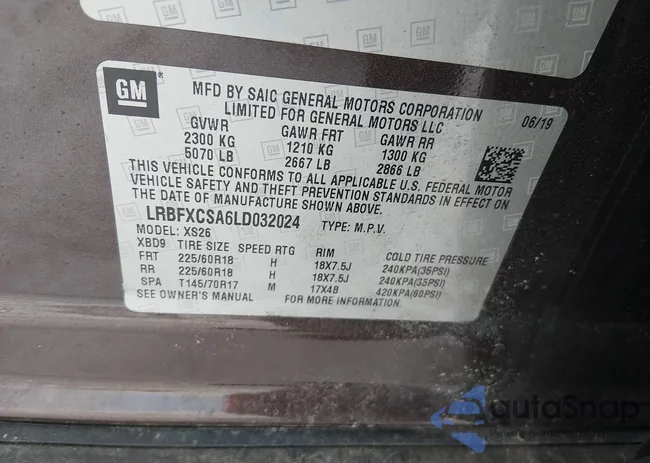 GM
MFD BY SAIC GENERAL MOTORS CORPORATION
LIMITED FOR GENERAL MOTORS LLC
06/19
GVWR GAWR FRT GAWR RR
2300 KG 1210 KG 1300 KG
5070 LB 2667 LB 2866 LB
THIS VEHICLE CONFORMS TO ALL APPLICABLE U.S. FEDERAL MOTOR
VEHICLE SAFETY AND THEFT PREVENTION STANDARDS IN EFFECT ON
THE DATE OF MANUFACTURE SHOWN ABOVE.
LRBFXCSA6LD032024 TYPE: M.P.V.
MODEL: XS26
XBD9 TIRE SIZE SPEED RTG RIM COLD TIRE PRESSURE
FRT 225/60R18 H 18X7.5J 240KPA(35PSI)
RR 225/60R18 H 18X7.5J 240KPA(35PSI)
SPA T145/70R17 M 17X4B 420KPA(60PSI)
SEE OWNER'S MANUAL FOR MORE INFORMATION.
autoSnap